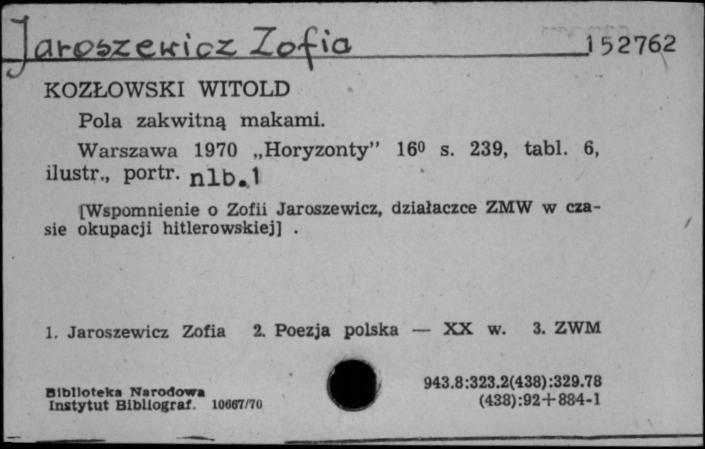 Jaroszewicz Zofia 152762
KOZŁOWSKI WITOLD
Pola zakwitną makami.
Warszawa 1970 „Horyzonty” 16⁰ s. 239, tabl. 6,
ilustr., portr. nlb. 1
[Wspomnienie o Zofii Jaroszewicz, działaczce ZMW w cza-
sie okupacji hitlerowskiej] .
1. Jaroszewicz Zofia 2. Poezja polska — XX w. 3. ZWM
Biblioteka Narodowa 943.8:323.2(438):329.78
Instytut Bibliograf. 10667/70 (438):92+884-1